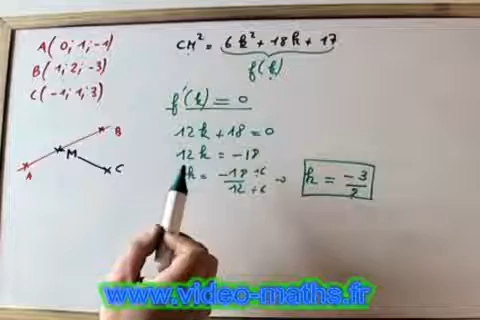 A(0;1;-1)
B(1;2;-3)
C(-1;1;3)
B
M
A
C
CM² = 6k² + 18k + 17
f(k)
f'(k) = 0
12k + 18 = 0
12k = -18
k = -18 ÷6 / 12 ÷6 → k = -3/2
www.video-maths.fr